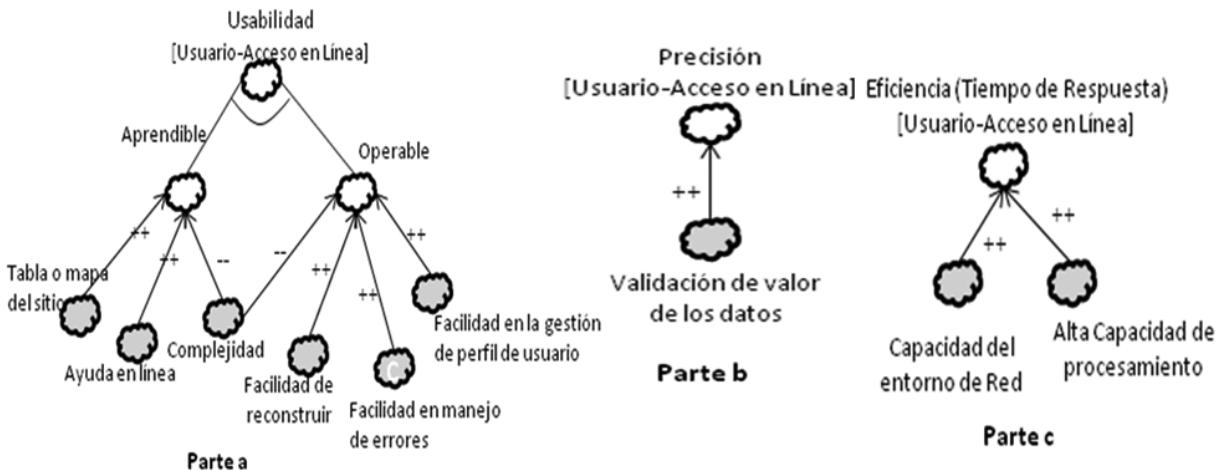 Usabilidad
[Usuario-Acceso en Línea]
Aprendible
Operable
++
++
--
--
++
++
++
Tabla o mapa
del sitio
Ayuda en línea
Complejidad
Facilidad de
reconstruir
C
Facilidad en manejo
de errores
Facilidad en la gestión
de perfil de usuario
Parte a
Precisión
[Usuario-Acceso en Línea]
++
Validación de valor
de los datos
Parte b
Eficiencia (Tiempo de Respuesta)
[Usuario-Acceso en Línea]
++
++
Capacidad del
entorno de Red
Alta Capacidad de
procesamiento
Parte c